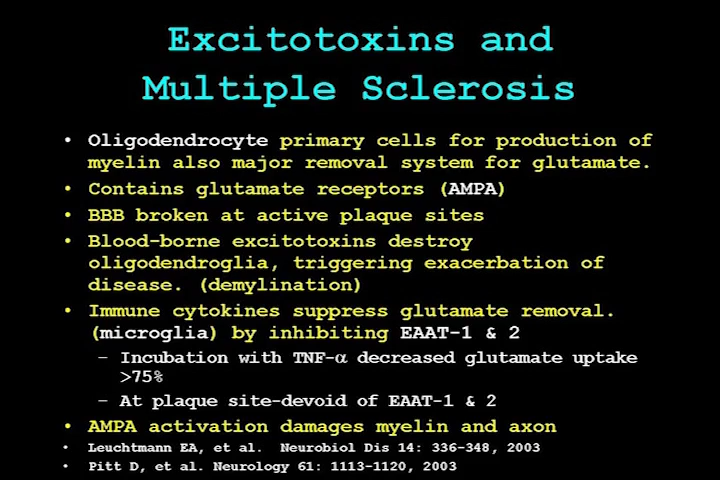 Excitotoxins and
Multiple Sclerosis
• Oligodendrocyte primary cells for production of
myelin also major removal system for glutamate.
• Contains glutamate receptors (AMPA)
• BBB broken at active plaque sites
• Blood-borne excitotoxins destroy
oligodendroglia, triggering exacerbation of
disease. (demylination)
• Immune cytokines suppress glutamate removal.
(microglia) by inhibiting EAAT-1 & 2
– Incubation with TNF-α decreased glutamate uptake
>75%
– At plaque site-devoid of EAAT-1 & 2
• AMPA activation damages myelin and axon
• Leuchtmann EA, et al. Neurobiol Dis 14: 336-348, 2003
• Pitt D, et al. Neurology 61: 1113-1120, 2003